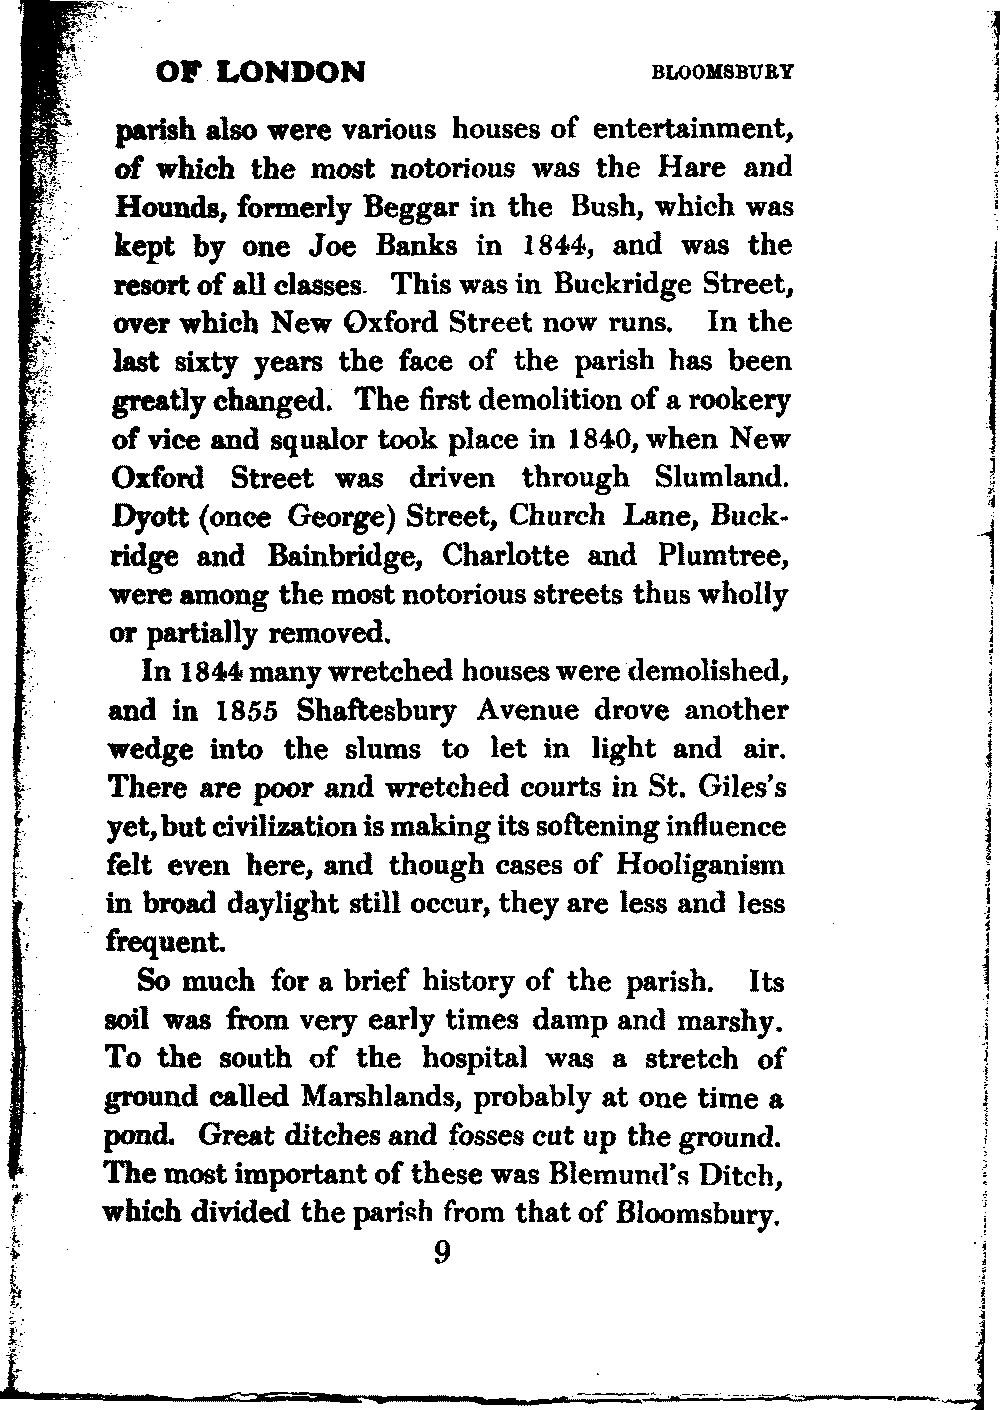 OF LONDON BLOOMSBURY
parish also were various houses of entertainment,
of which the most notorious was the Hare and
Hounds, formerly Beggar in the Bush, which was
kept by one Joe Banks in 1844, and was the
resort of all classes. This was in Buckridge Street,
over which New Oxford Street now runs. In the
last sixty years the face of the parish has been
greatly changed. The first demolition of a rookery
of vice and squalor took place in 1840, when New
Oxford Street was driven through Slumland.
Dyott (once George) Street, Church Lane, Buck-
ridge and Bainbridge, Charlotte and Plumtree,
were among the most notorious streets thus wholly
or partially removed.
In 1844 many wretched houses were demolished,
and in 1855 Shaftesbury Avenue drove another
wedge into the slums to let in light and air.
There are poor and wretched courts in St. Giles's
yet, but civilization is making its softening influence
felt even here, and though cases of Hooliganism
in broad daylight still occur, they are less and less
frequent.
So much for a brief history of the parish. Its
soil was from very early times damp and marshy.
To the south of the hospital was a stretch of
ground called Marshlands, probably at one time a
pond. Great ditches and fosses cut up the ground.
The most important of these was Blemund's Ditch,
which divided the parish from that of Bloomsbury.
9